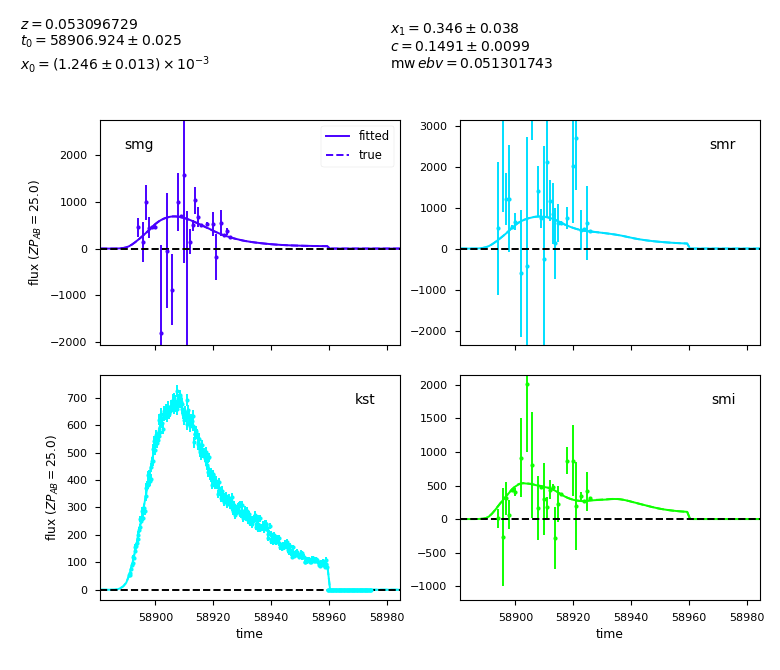 z = 0.053096729
t₀ = 58906.924 ± 0.025
x₀ = (1.246 ± 0.013) × 10⁻³
x₁ = 0.346 ± 0.038
c = 0.1491 ± 0.0099
mw ebv = 0.051301743
smg
fitted
true
2000
1000
0
−1000
−2000
flux (ZP_AB = 25.0)
smr
3000
2000
1000
0
−1000
−2000
kst
700
600
500
400
300
200
100
0
flux (ZP_AB = 25.0)
58900 58920 58940 58960 58980
time
smi
2000
1500
1000
500
0
−500
−1000
58900 58920 58940 58960 58980
time